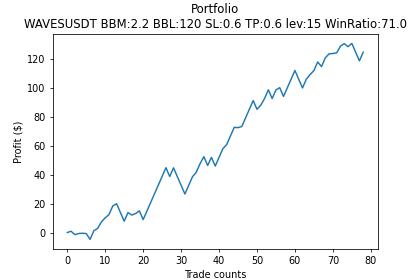 Portfolio
WAVESUSDT BBM:2.2 BBL:120 SL:0.6 TP:0.6 lev:15 WinRatio:71.0
120
100
80
60
40
20
0
Profit ($)
0 10 20 30 40 50 60 70 80
Trade counts